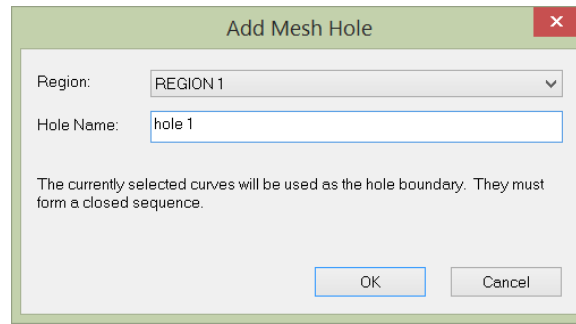 Add Mesh Hole
Region: REGION 1
Hole Name: hole 1
The currently selected curves will be used as the hole boundary. They must
form a closed sequence.
OK Cancel